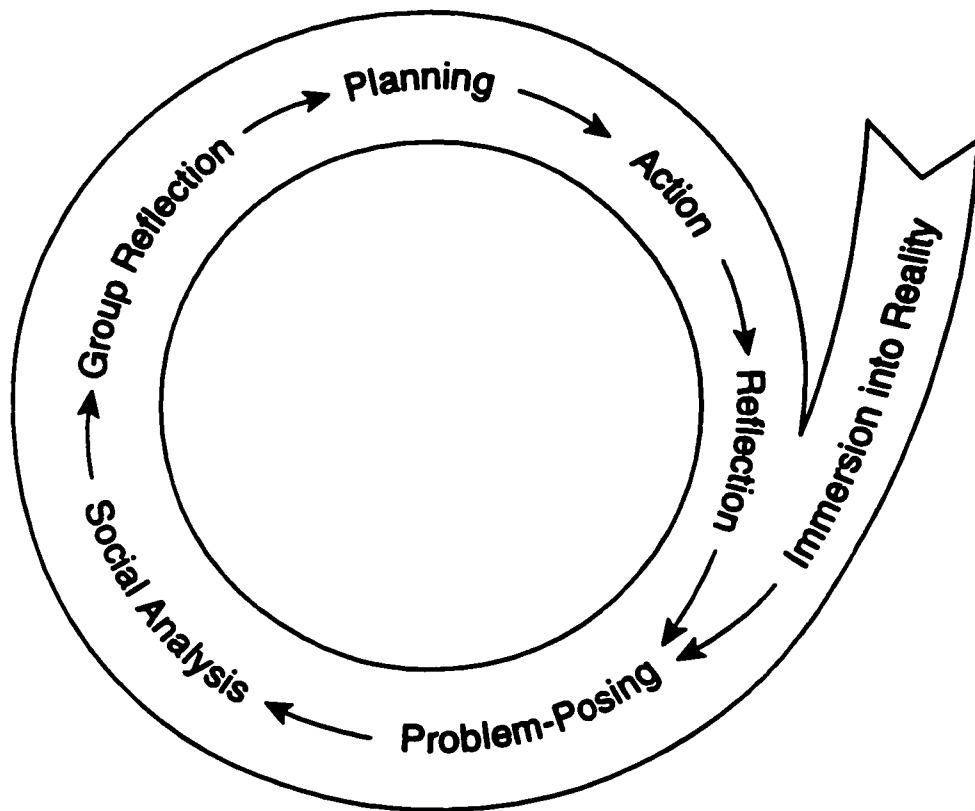 Immersion into Reality
Problem-Posing
Social Analysis
Group Reflection
Planning
Action
Reflection